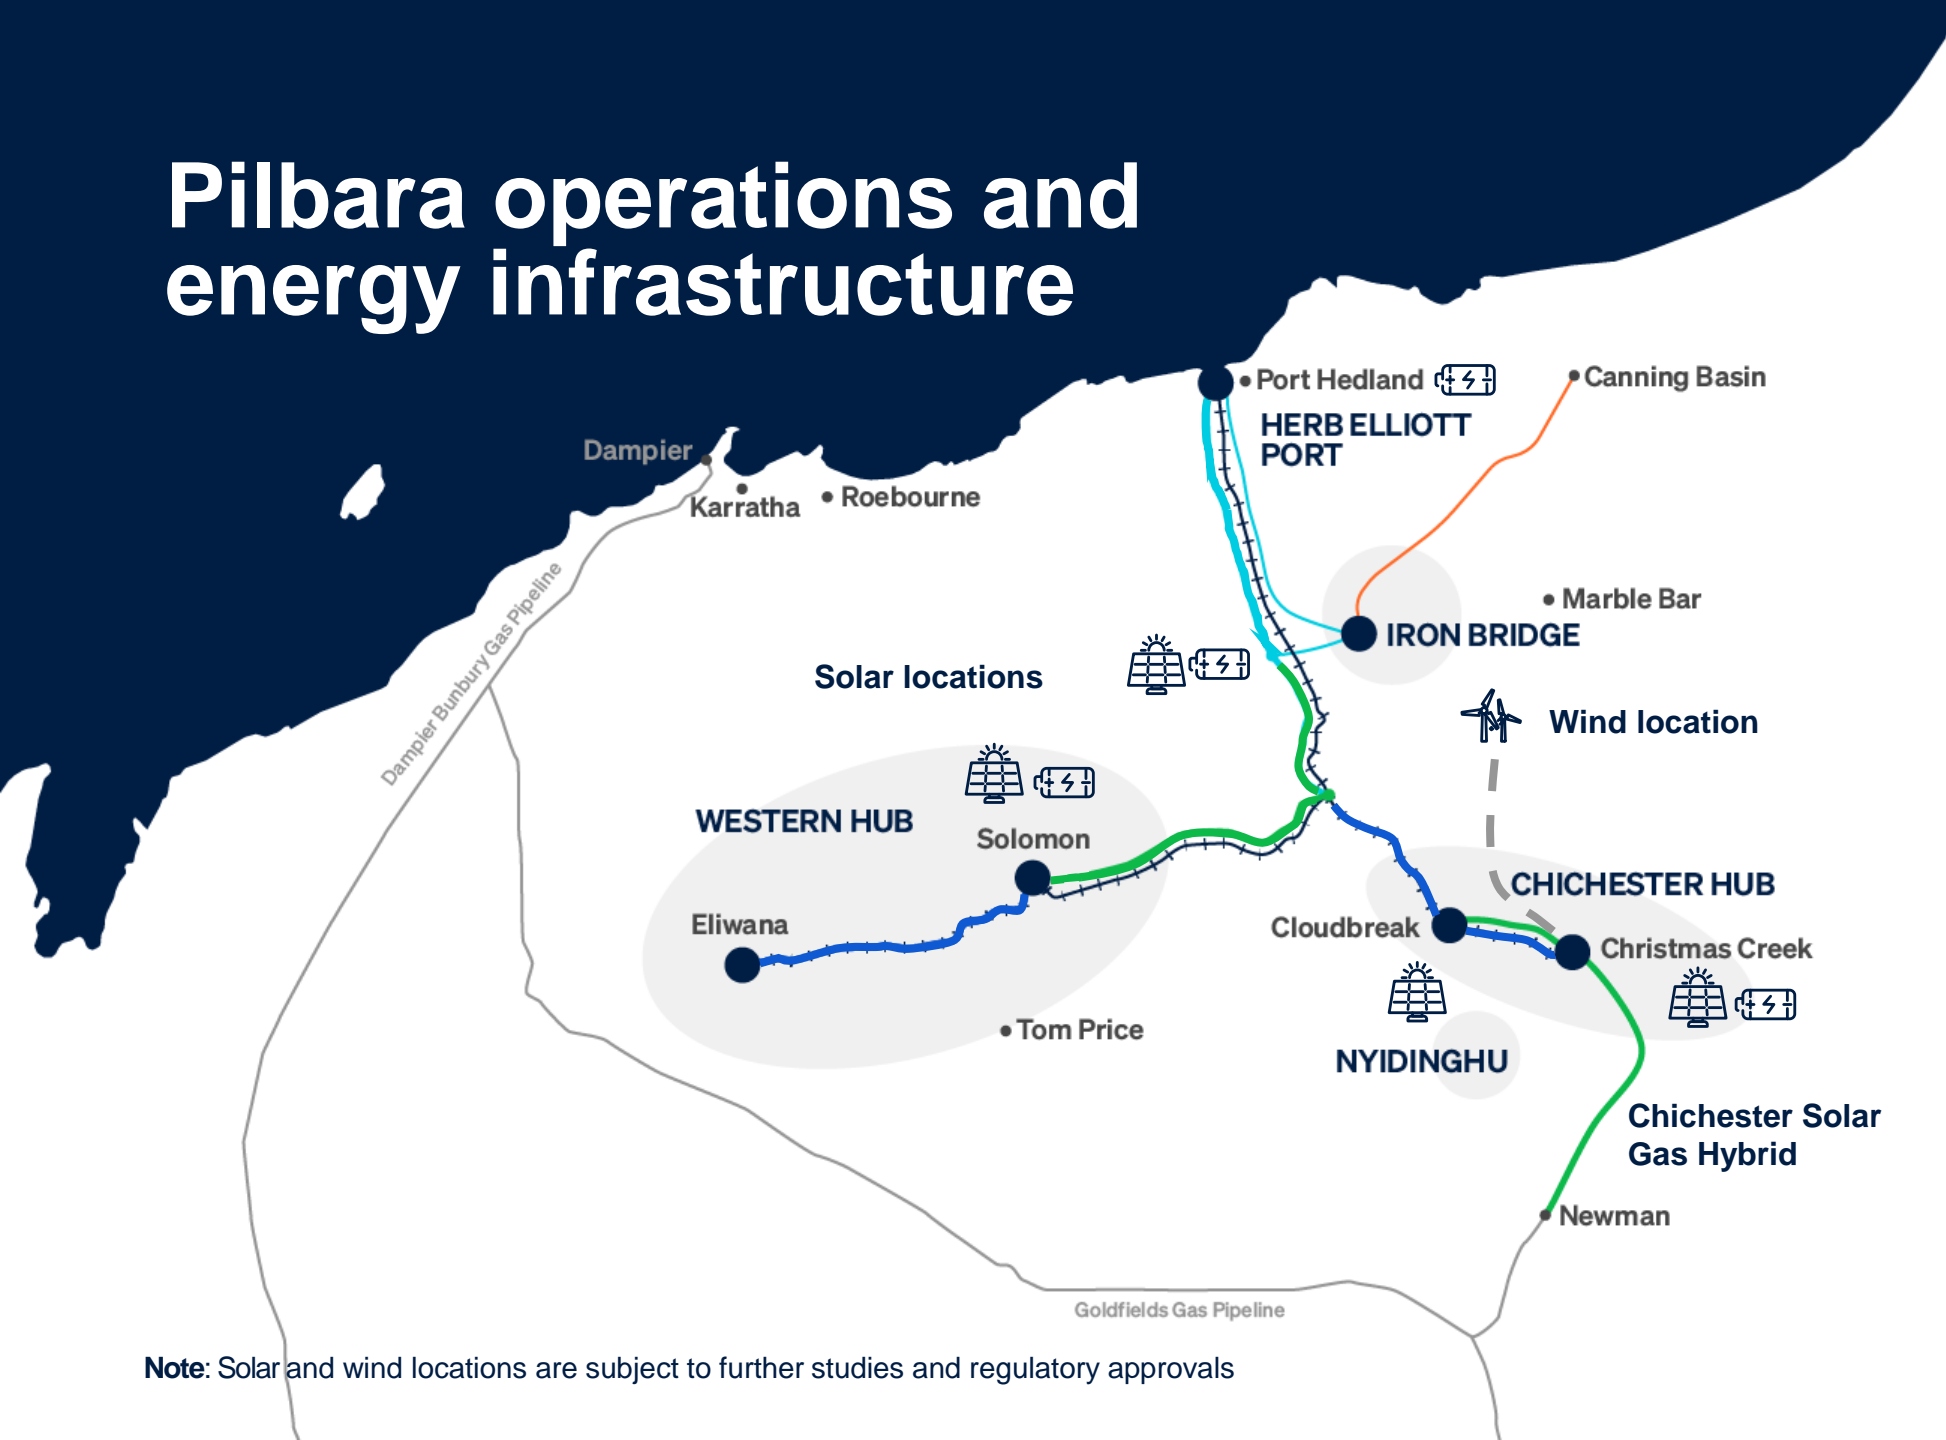 Pilbara operations and
energy infrastructure
Port Hedland
Canning Basin
HERB ELLIOTT
PORT
Dampier
Karratha
Roebourne
Dampier Bunbury Gas Pipeline
Marble Bar
IRON BRIDGE
Solar locations
Wind location
WESTERN HUB
Solomon
CHICHESTER HUB
Eliwana
Cloudbreak
Christmas Creek
Tom Price
NYIDINGHU
Chichester Solar
Gas Hybrid
Newman
Goldfields Gas Pipeline
Note: Solar and wind locations are subject to further studies and regulatory approvals